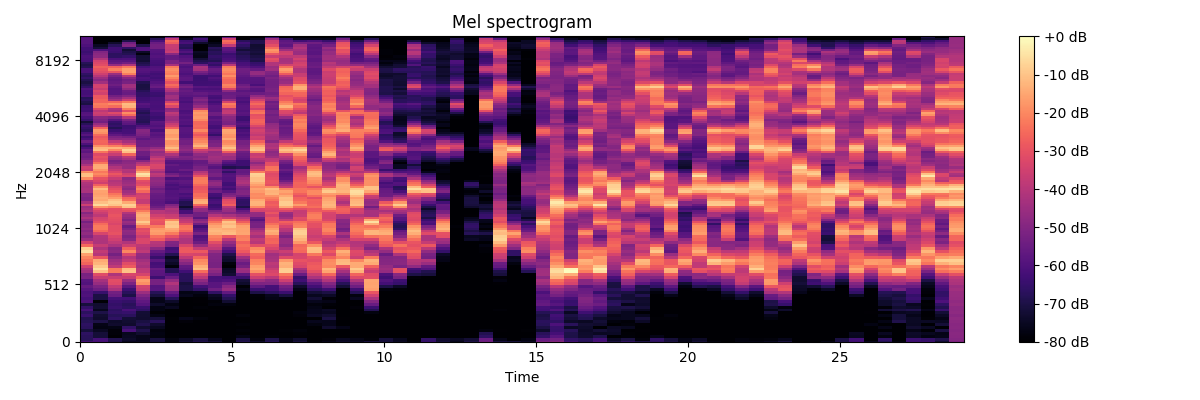 Mel spectrogram
Hz
8192
4096
2048
1024
512
0
0 5 10 15 20 25
Time
+0 dB
-10 dB
-20 dB
-30 dB
-40 dB
-50 dB
-60 dB
-70 dB
-80 dB